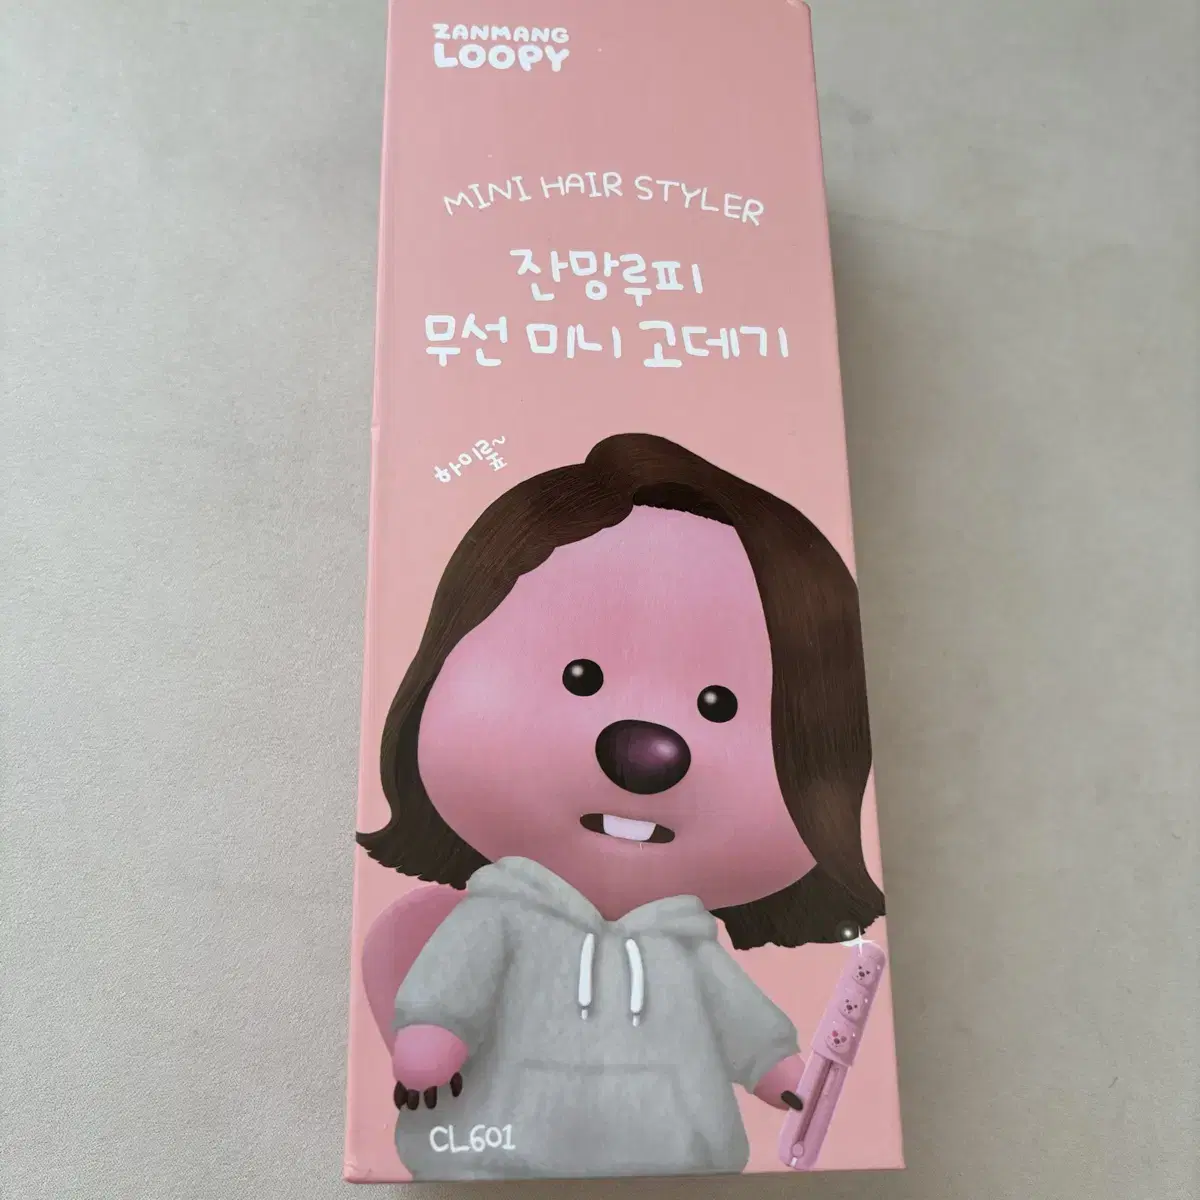 ZANMANG
LOOPY
MINI HAIR STYLER
잔망루피
무선 미니 고데기
하이룦~
CL601